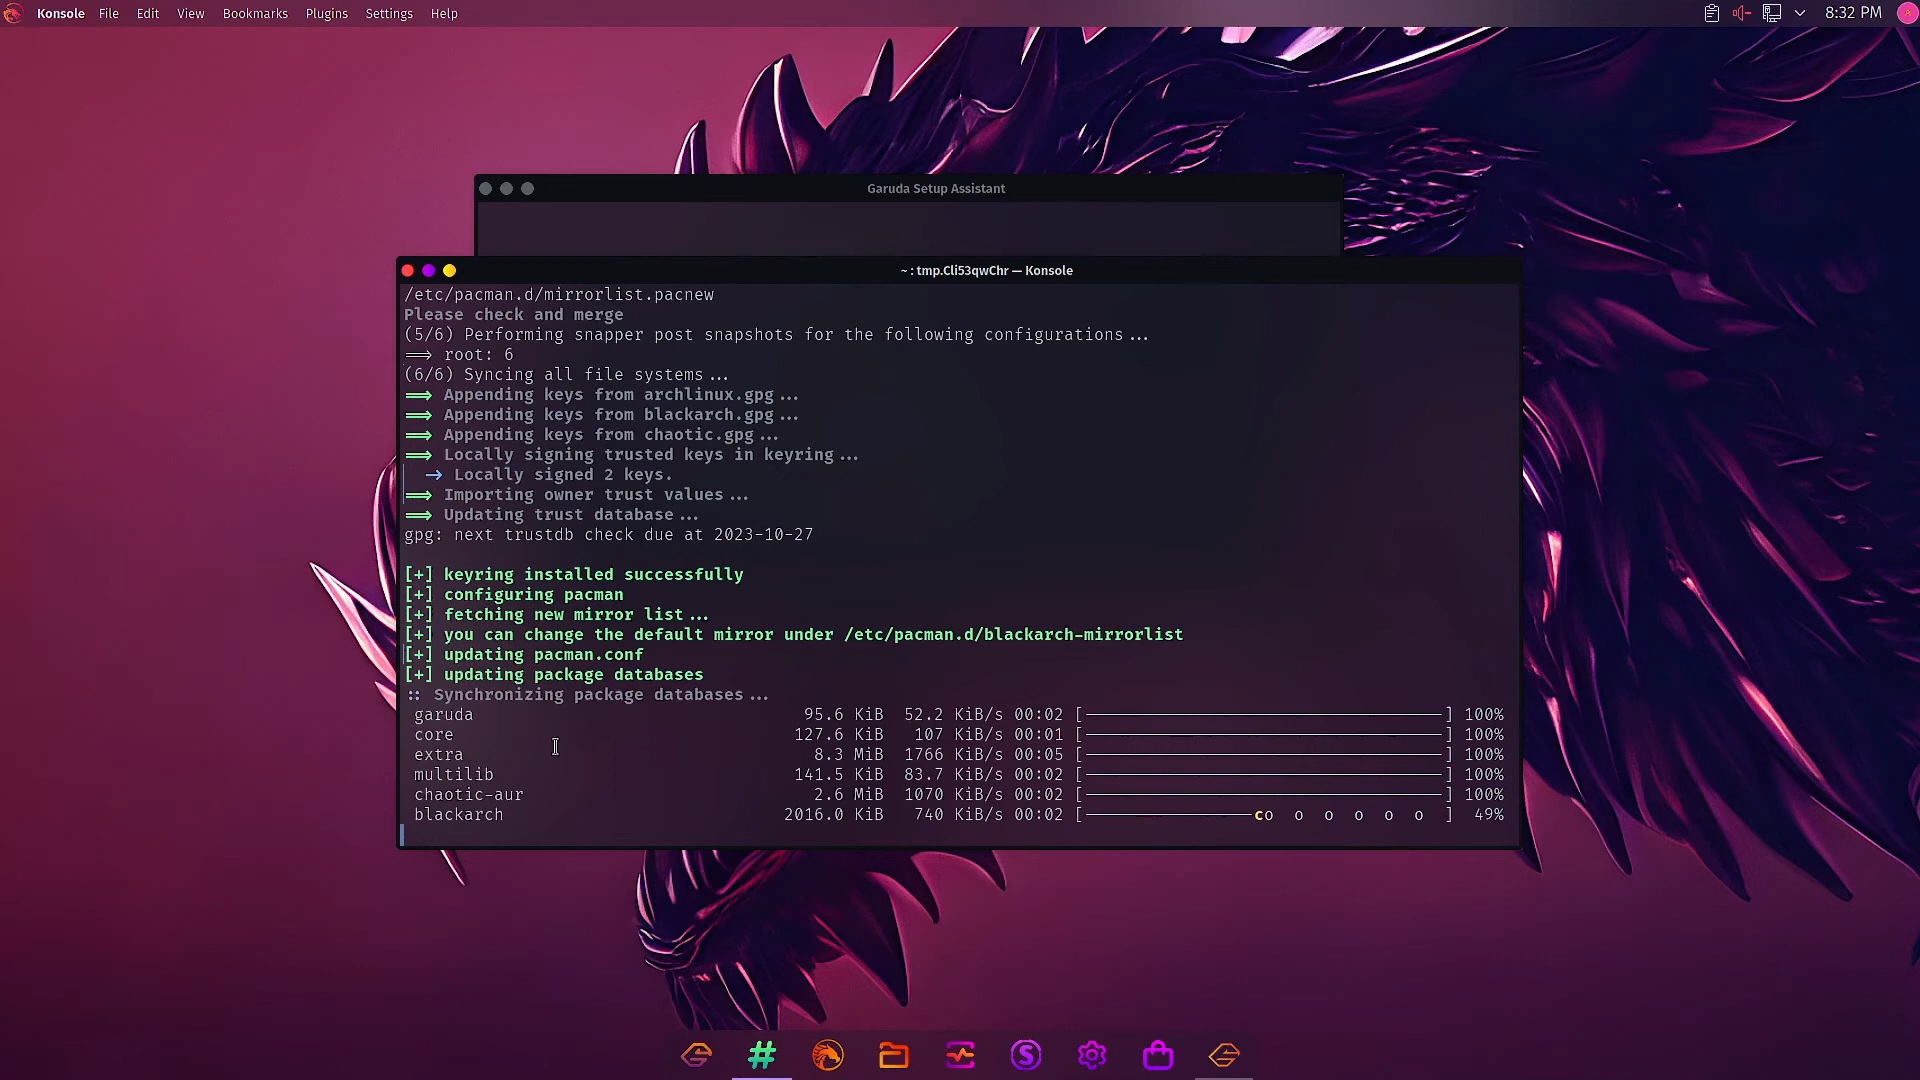 Konsole File Edit View Bookmarks Plugins Settings Help
8:32 PM
Garuda Setup Assistant
~ : tmp.Cli53qwChr — Konsole
/etc/pacman.d/mirrorlist.pacnew
Please check and merge
(5/6) Performing snapper post snapshots for the following configurations...
==> root: 6
(6/6) Syncing all file systems...
==> Appending keys from archlinux.gpg...
==> Appending keys from blackarch.gpg...
==> Appending keys from chaotic.gpg...
==> Locally signing trusted keys in keyring...
-> Locally signed 2 keys.
==> Importing owner trust values...
==> Updating trust database...
gpg: next trustdb check due at 2023-10-27
[+] keyring installed successfully
[+] configuring pacman
[+] fetching new mirror list...
[+] you can change the default mirror under /etc/pacman.d/blackarch-mirrorlist
[+] updating pacman.conf
[+] updating package databases
:: Synchronizing package databases...
garuda 95.6 KiB 52.2 KiB/s 00:02 [------------------------------------] 100%
core 127.6 KiB 107 KiB/s 00:01 [------------------------------------] 100%
extra 8.3 MiB 1766 KiB/s 00:05 [------------------------------------] 100%
multilib 141.5 KiB 83.7 KiB/s 00:02 [------------------------------------] 100%
chaotic-aur 2.6 MiB 1070 KiB/s 00:02 [------------------------------------] 100%
blackarch 2016.0 KiB 740 KiB/s 00:02 [-----------------co  o  o  o  o  o  ] 49%